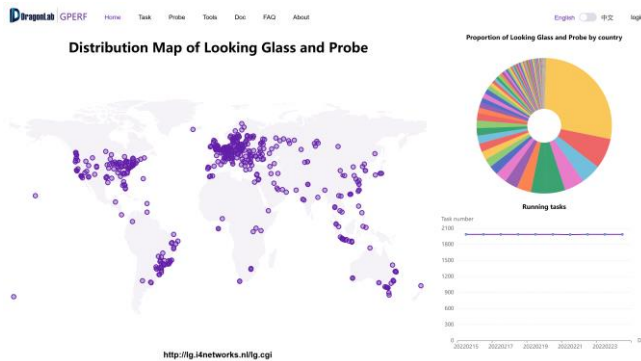 DragonLab GPERF Home Task Probe Tools Doc FAQ About English 中文
Distribution Map of Looking Glass and Probe
Proportion of Looking Glass and Probe by country
Running tasks
Task number
2100
1800
1500
1200
900
600
300
0
20220215 20220217 20220219 20220221 20220223
http://lg.i4networks.nl/lg.cgi